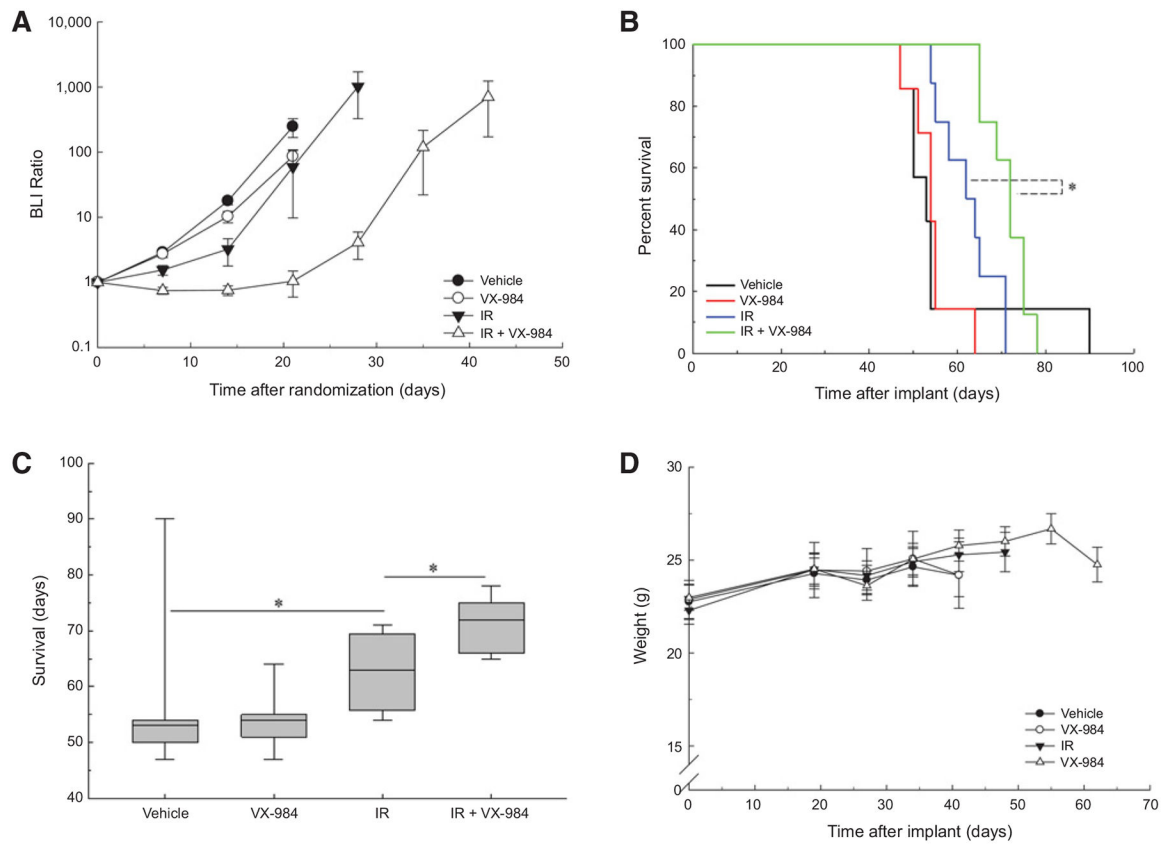 A
10,000
1,000
100
10
1
0.1
BLI Ratio
0 10 20 30 40 50
Time after randomization (days)
Vehicle
VX-984
IR
IR + VX-984
B
100
80
60
40
20
0
Percent survival
*
Vehicle
VX-984
IR
IR + VX-984
0 20 40 60 80 100
Time after implant (days)
C
100
90
80
70
60
50
40
Survival (days)
*
*
Vehicle VX-984 IR IR + VX-984
D
30
25
20
15
0
Weight (g)
Vehicle
VX-984
IR
VX-984
0 10 20 30 40 50 60 70
Time after implant (days)